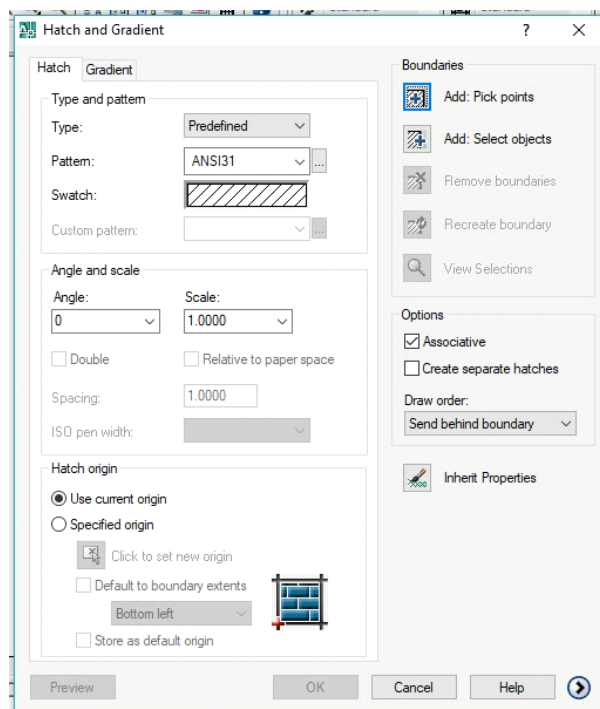 Hatch and Gradient
?
Hatch
Gradient
Type and pattern
Type:
Predefined
Pattern:
ANSI31
...
Swatch:
Custom pattern:
...
Angle and scale
Angle:
Scale:
0
1.0000
Double
Relative to paper space
Spacing:
1.0000
ISO pen width:
Hatch origin
Use current origin
Specified origin
Click to set new origin
Default to boundary extents
Bottom left
Store as default origin
Boundaries
Add: Pick points
Add: Select objects
Remove boundaries
Recreate boundary
View Selections
Options
Associative
Create separate hatches
Draw order:
Send behind boundary
Inherit Properties
Preview
OK
Cancel
Help